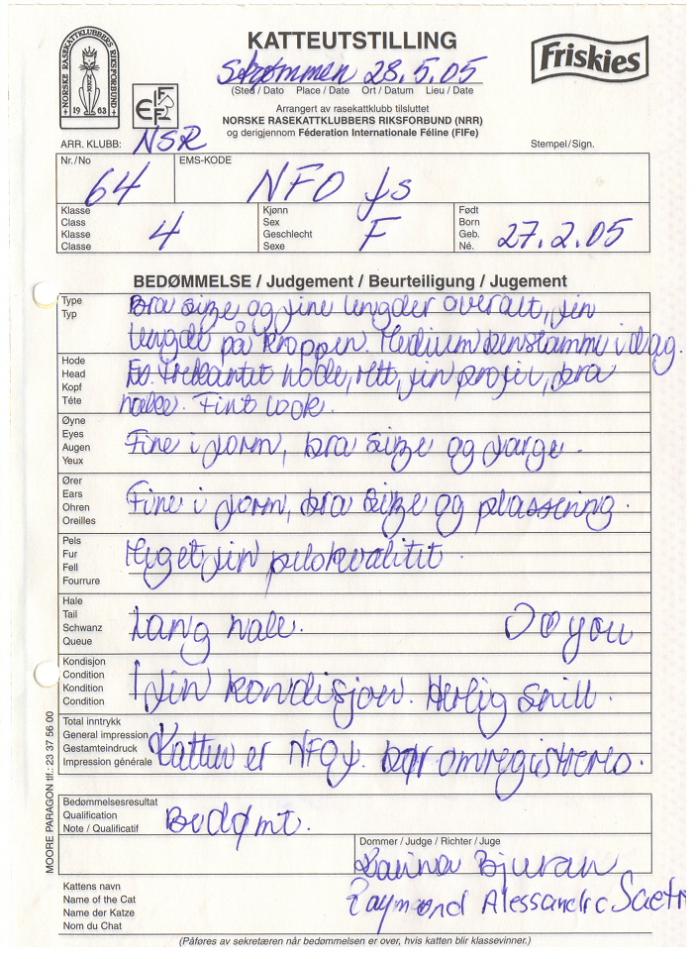 NORSKE RASEKATTKLUBBERS RIKSFORBUND
NRR
1963
FIFe
KATTEUTSTILLING
Friskies
Strømmen 28.5.05
(Sted / Dato Place / Date Ort / Datum Lieu / Date)
Arrangert av rasekattklubb tilsluttet
NORSKE RASEKATTKLUBBERS RIKSFORBUND (NRR)
og derigjennom Féderation Internationale Féline (FIFe)
ARR. KLUBB: NSR
Stempel/Sign.
Nr./No
64
EMS-KODE
NFO fs
Klasse
Class
Klasse
Classe
4
Kjønn
Sex
Geschlecht
Sexe
F
Født
Born
Geb.
Né.
27.2.05
BEDØMMELSE / Judgement / Beurteiligung / Jugement
Type
Typ
Bra size og fine lengder overalt, fin
lengde på kroppen. Medium benstamme i dag.
Hode
Head
Kopf
Téte
trekantet hode, rett, fin profil, bra
hake. Fint look.
Øyne
Eyes
Augen
Yeux
Fine i form, bra size og farge.
Ører
Ears
Ohren
Oreilles
Fine i form, bra size og plassering.
Pels
Fur
Fell
Fourrure
Meget fin pelskvalitet.
Hale
Tail
Schwanz
Queue
Lang hale.
Kondisjon
Condition
Kondition
Condition
I fin kondisjon. Herlig snill.
Total inntrykk
General impression
Gestamteindruck
Impression générale
Katten er NFO f. bør omregistreres.
Bedømmelsesresultat
Qualification
Note / Qualificatif
Bedømt.
Dommer / Judge / Richter / Juge
Raymond Alessandro Saetre
Kattens navn
Name of the Cat
Name der Katze
Nom du Chat
(Påføres av sekretæren når bedømmelsen er over, hvis katten blir klassevinner.)
MOORE PARAGON tlf.: 23 37 56 00